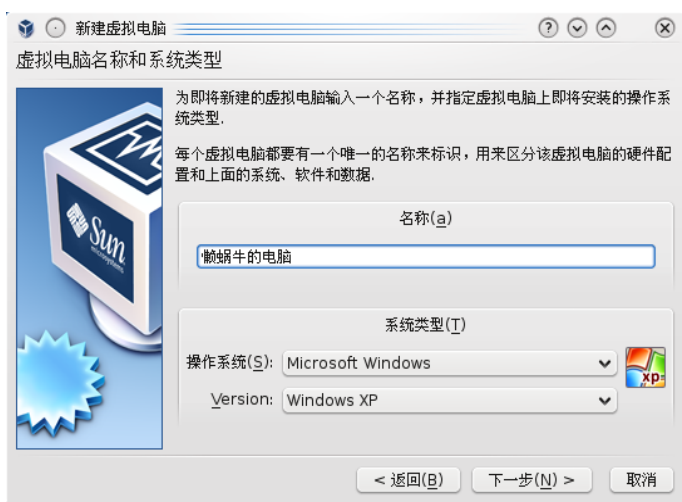 新建虚拟电脑
虚拟电脑名称和系统类型
为即将新建的虚拟电脑输入一个名称，并指定虚拟电脑上即将安装的操作系
统类型.
每个虚拟电脑都要有一个唯一的名称来标识，用来区分该虚拟电脑的硬件配
置和上面的系统、软件和数据.
Sun
microsystems
名称(a)
懒蜗牛的电脑
系统类型(T)
操作系统(S): Microsoft Windows
xp
Version: Windows XP
< 返回(B) 下一步(N) > 取消